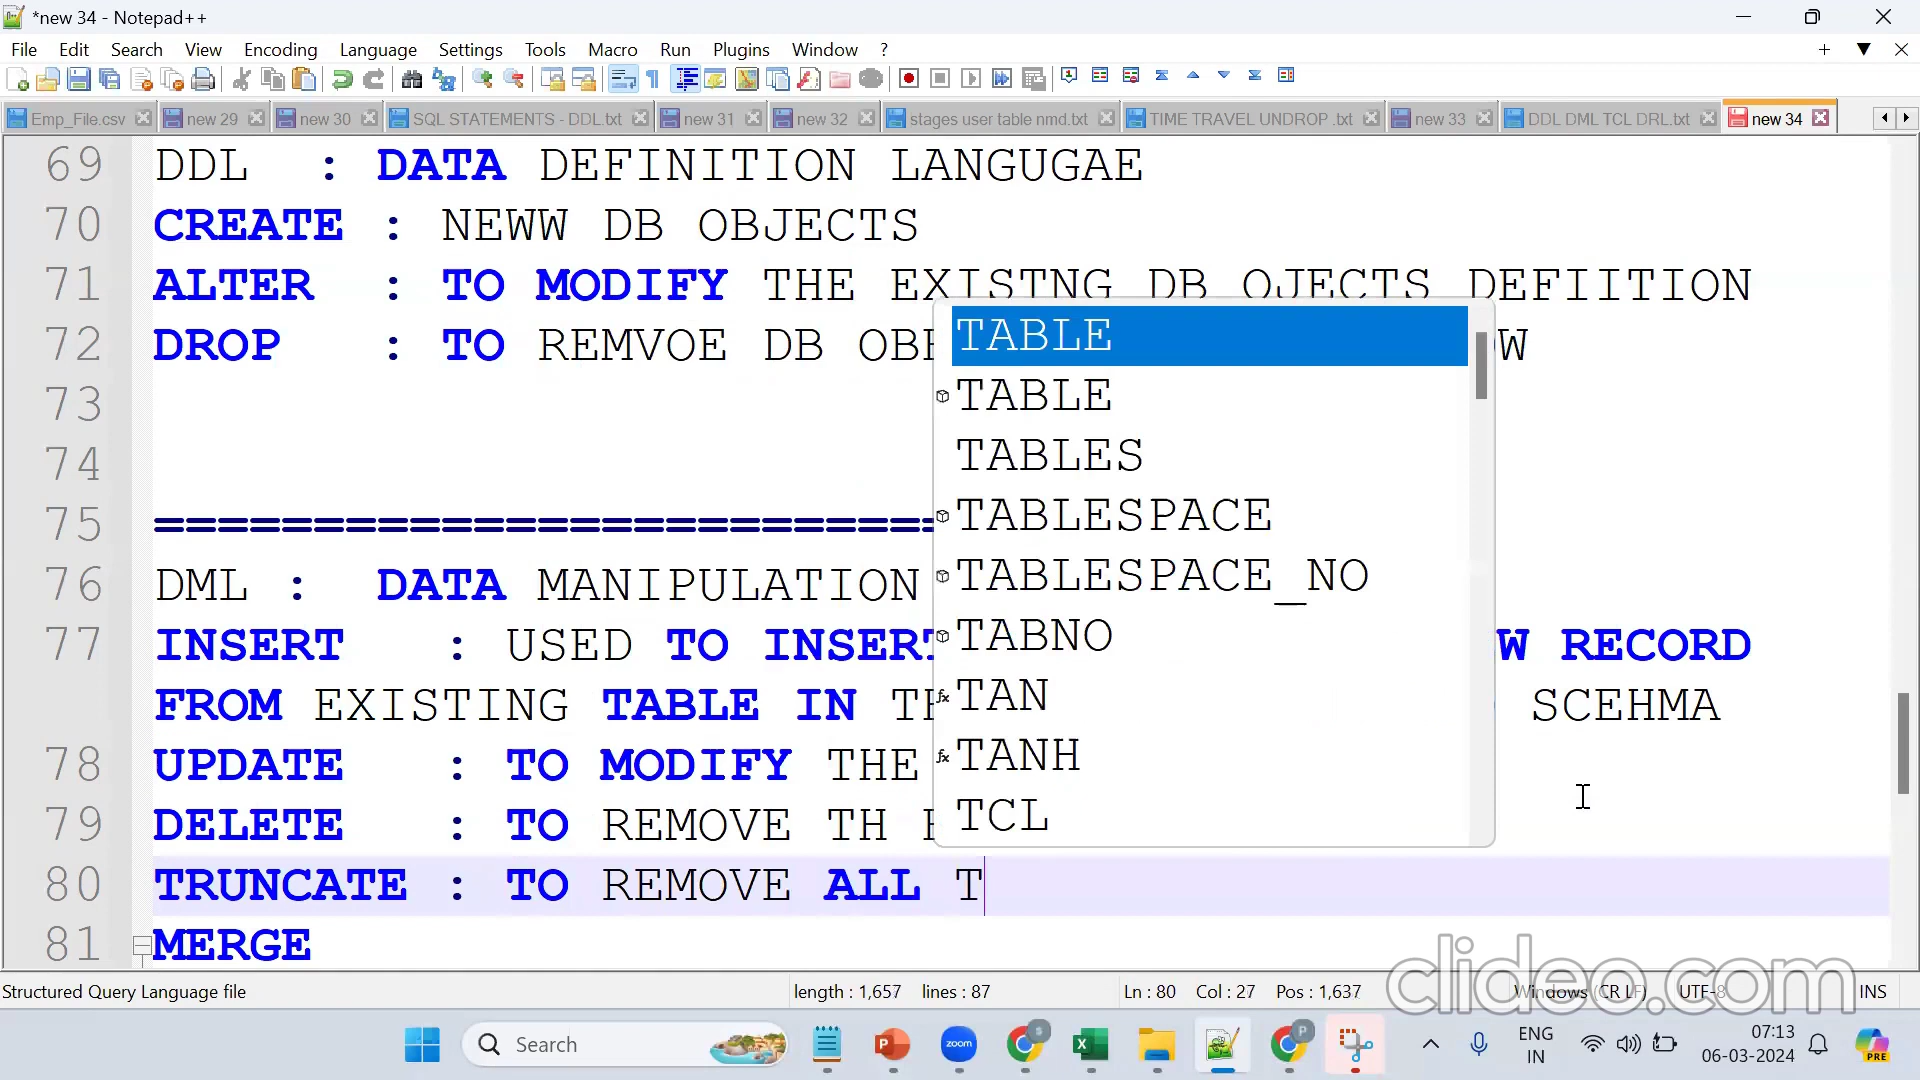 *new 34 - Notepad++
File Edit Search View Encoding Language Settings Tools Macro Run Plugins Window ?
Emp_File.csv new 29 new 30 SQL STATEMENTS - DDL.txt new 31 new 32 stages user table nmd.txt TIME TRAVEL UNDROP .txt new 33 DDL DML TCL DRL.txt new 34
69 DDL : DATA DEFINITION LANGUGAE
70 CREATE : NEWW DB OBJECTS
71 ALTER : TO MODIFY THE EXISTNG DB OJECTS DEFIITION
72 DROP : TO REMVOE DB
73
74
75 =========================
76 DML : DATA MANIPULATION
77 INSERT : USED TO INSERT RECORD
FROM EXISTING TABLE IN SCEHMA
78 UPDATE : TO MODIFY THE
79 DELETE : TO REMOVE TH
80 TRUNCATE : TO REMOVE ALL T
81 MERGE
TABLE
TABLE
TABLES
TABLESPACE
TABLESPACE_NO
TABNO
TAN
TANH
TCL
Structured Query Language file length : 1,657 lines : 87 Ln : 80 Col : 27 Pos : 1,637 Windows (CR LF) UTF-8 INS
clideo.com
Search zoom ENG IN 07:13 06-03-2024 PRE